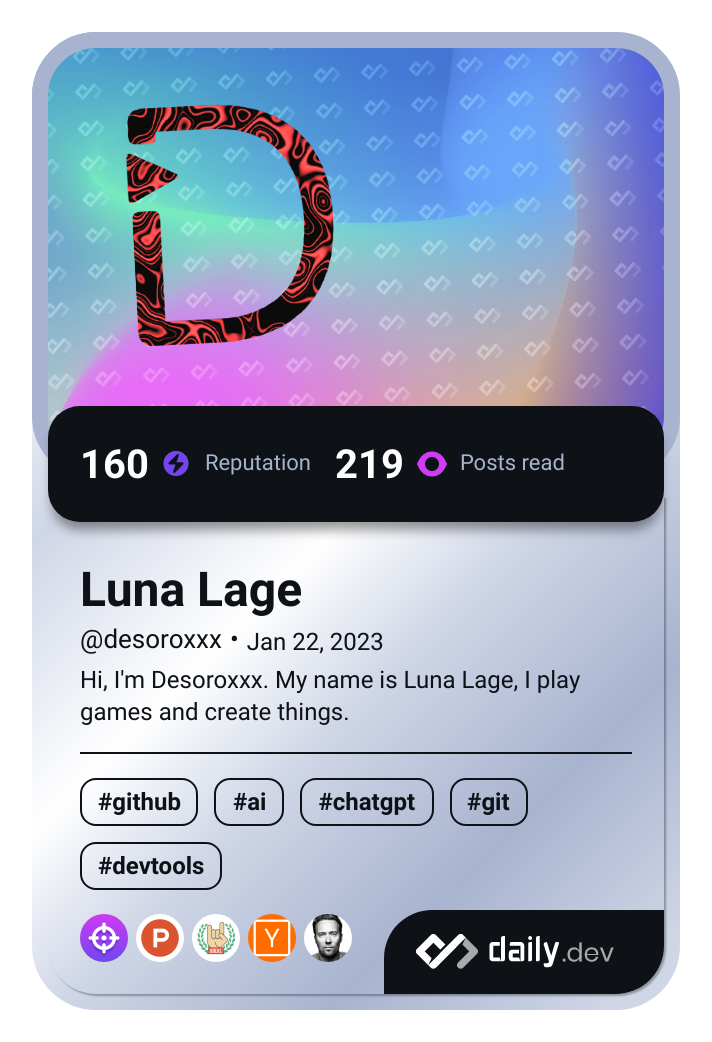 D
160 Reputation 219 Posts read
Luna Lage
@desoroxxx • Jan 22, 2023
Hi, I'm Desoroxxx. My name is Luna Lage, I play
games and create things.
#github #ai #chatgpt #git
#devtools
P Y daily.dev